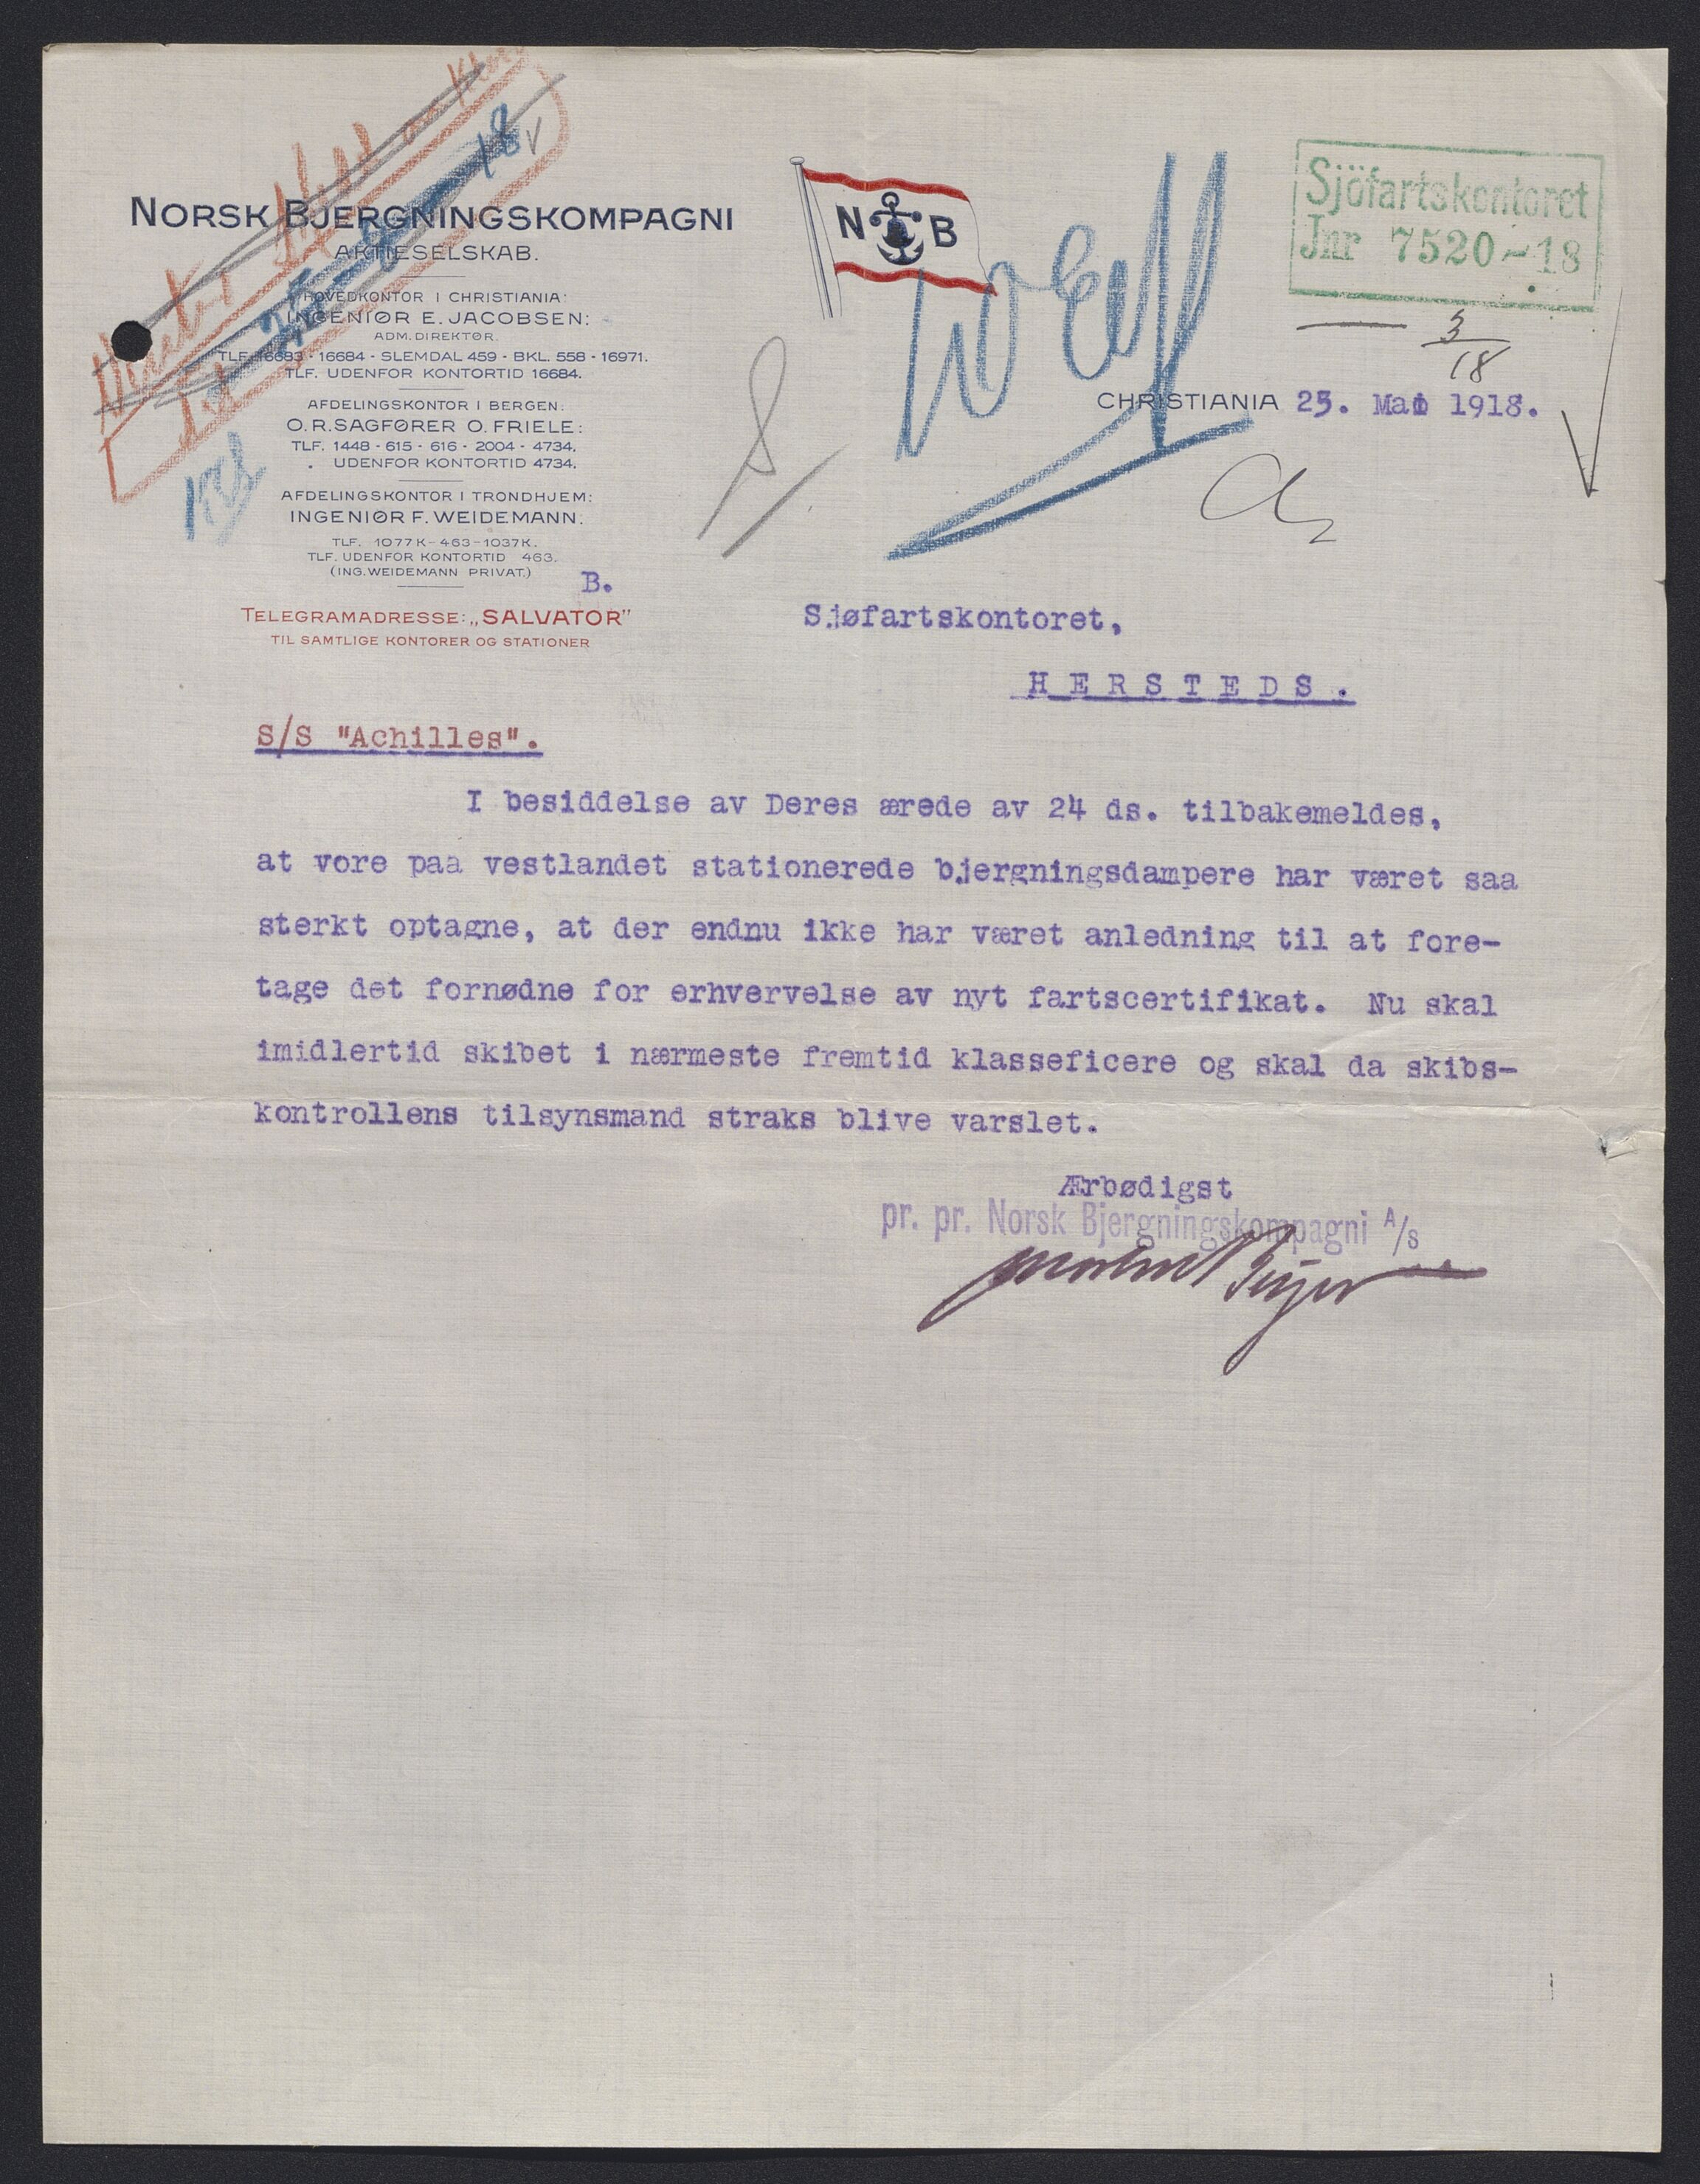 NORSK BJERGNINGSKOMPAGNI
AKTIESELSKAB.
HOVEDKONTOR I CHRISTIANIA:
INGENIØR E. JACOBSEN:
ADM. DIREKTØR.
TLF. 16683 - 16684 - SLEMDAL 459 - BKL. 558 - 16971.
TLF. UDENFOR KONTORTID 16684.
AFDELINGSKONTOR I BERGEN:
O.R.SAGFØRER O. FRIELE:
TLF. 1448 - 615 - 616 - 2004 - 4734.
" UDENFOR KONTORTID 4734.
AFDELINGSKONTOR I TRONDHJEM:
INGENIØR F. WEIDEMANN:
TLF. 1077K - 463 - 1037K.
TLF. UDENFOR KONTORTID 463.
(ING. WEIDEMANN PRIVAT.)
B.
TELEGRAMADRESSE: „SALVATOR"
TIL SAMTLIGE KONTORER OG STATIONER
N B
Sjöfartskontoret
Jnr 7520 - 18
3
18
CHRISTIANIA 25. Mai 1918.
Sjøfartskontoret,
HERSTEDS.
S/S "Achilles".
I besiddelse av Deres ærede av 24 ds. tilbakemeldes,
at vore paa vestlandet stationerede bjergningsdampere har været saa
sterkt optagne, at der endnu ikke har været anledning til at fore-
tage det fornødne for erhvervelse av nyt fartscertifikat. Nu skal
imidlertid skibet i nærmeste fremtid klasseficere og skal da skibs-
kontrollens tilsynsmand straks blive varslet.
Ærbødigst
pr. pr. Norsk Bjergningskompagni A/S